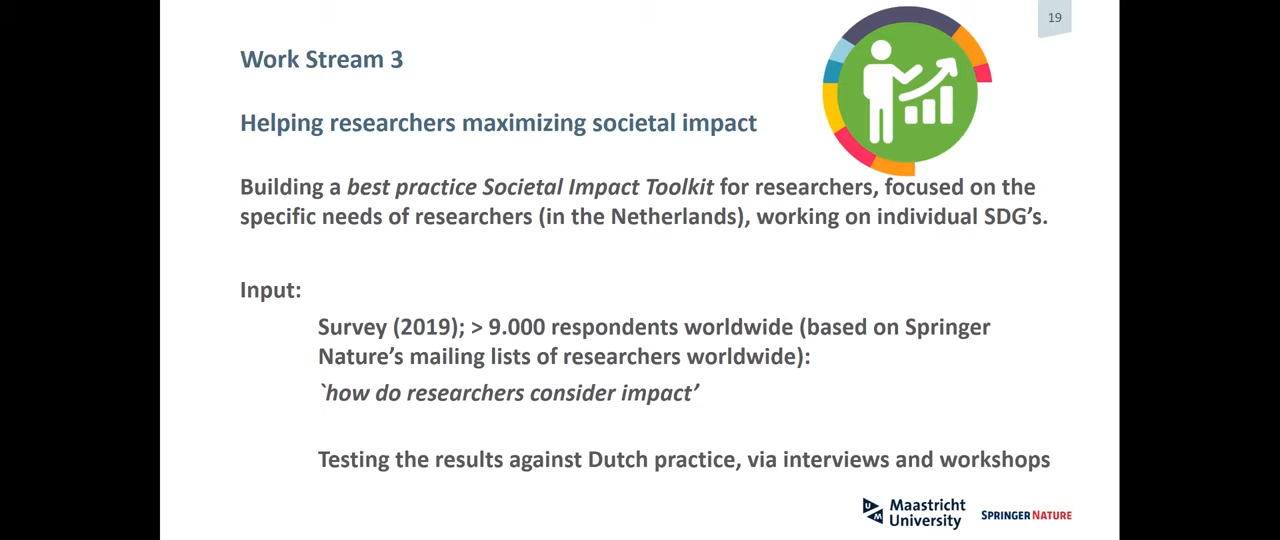 19
Work Stream 3
Helping researchers maximizing societal impact
Building a best practice Societal Impact Toolkit for researchers, focused on the
specific needs of researchers (in the Netherlands), working on individual SDG’s.
Input:
Survey (2019); > 9.000 respondents worldwide (based on Springer
Nature’s mailing lists of researchers worldwide):
`how do researchers consider impact’
Testing the results against Dutch practice, via interviews and workshops
UM Maastricht
University
SPRINGER NATURE